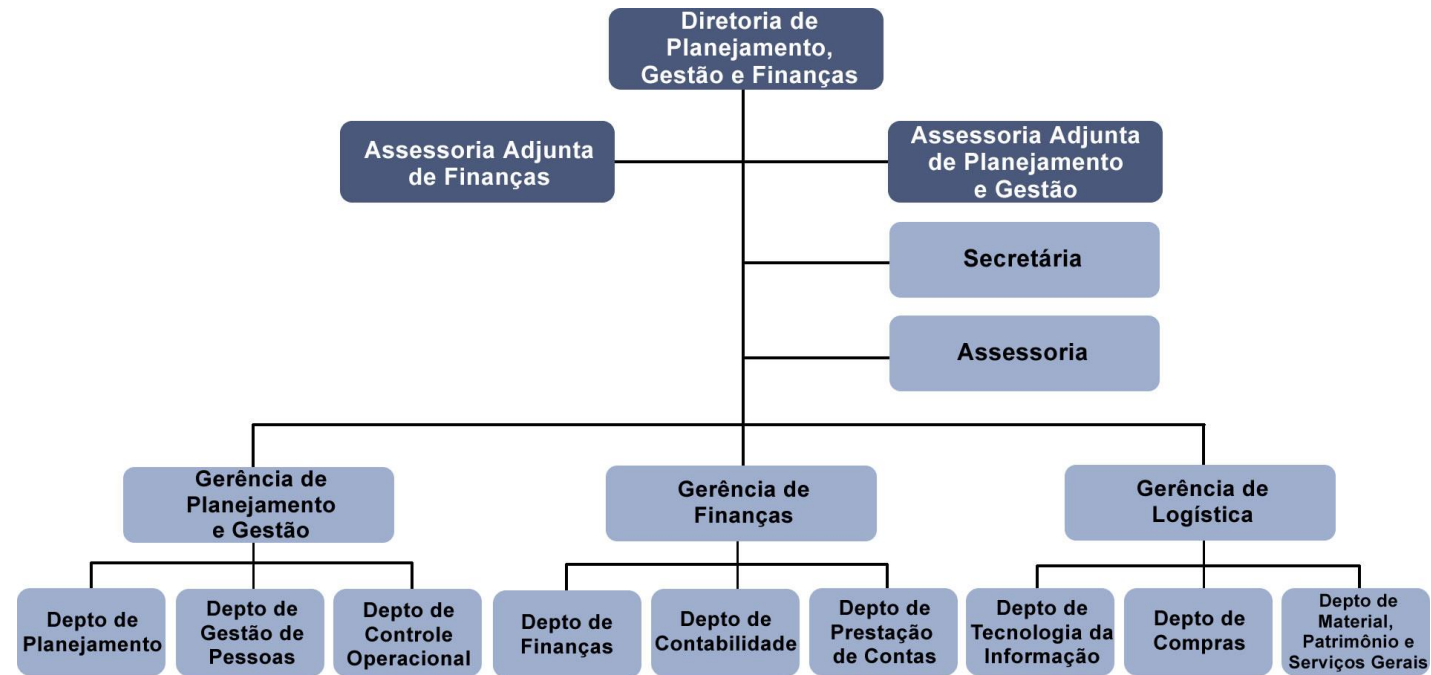 Diretoria de
Planejamento,
Gestão e Finanças
Assessoria Adjunta
de Finanças
Assessoria Adjunta
de Planejamento
e Gestão
Secretária
Assessoria
Gerência de
Planejamento
e Gestão
Gerência de
Finanças
Gerência de
Logística
Depto de
Planejamento
Depto de
Gestão de
Pessoas
Depto de
Controle
Operacional
Depto de
Finanças
Depto de
Contabilidade
Depto de
Prestação
de Contas
Depto de
Tecnologia da
Informação
Depto de
Compras
Depto de
Material,
Patrimônio e
Serviços Gerais